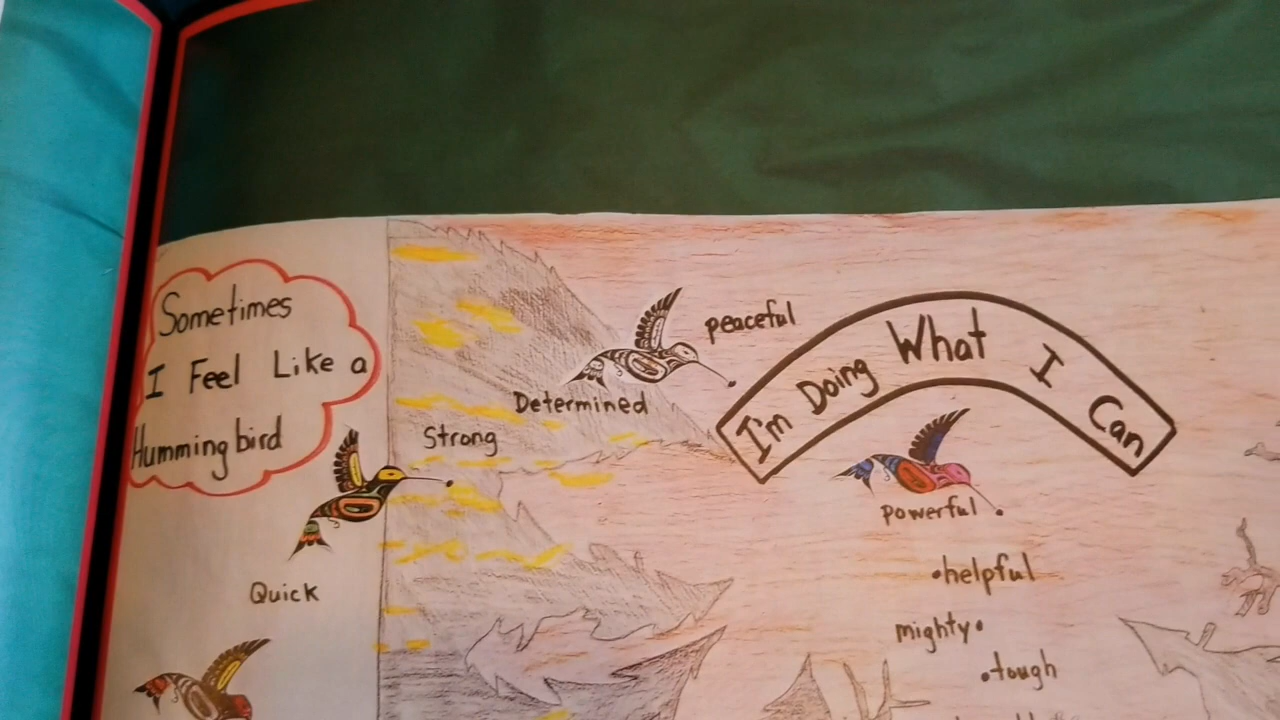 Sometimes
I Feel Like a
Hummingbird
Strong
Quick
Determined
peaceful
I'm Doing What I Can
Powerful
•helpful
mighty•
•tough